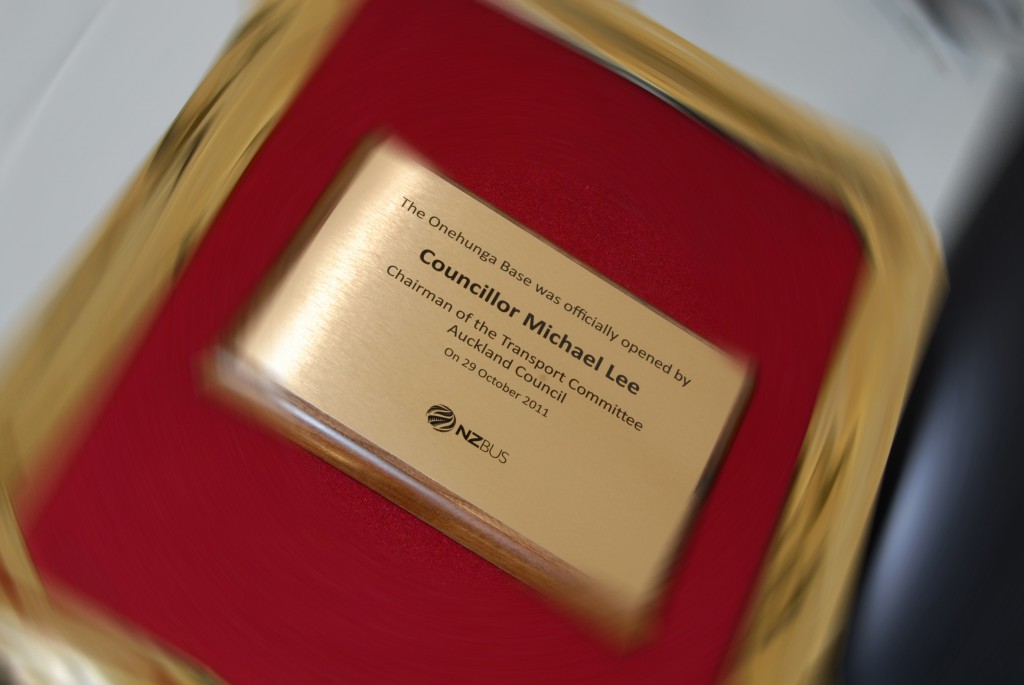 The Onehunga Base was officially opened by
Councillor Michael Lee
Chairman of the Transport Committee
Auckland Council
On 29 October 2011
NZBUS